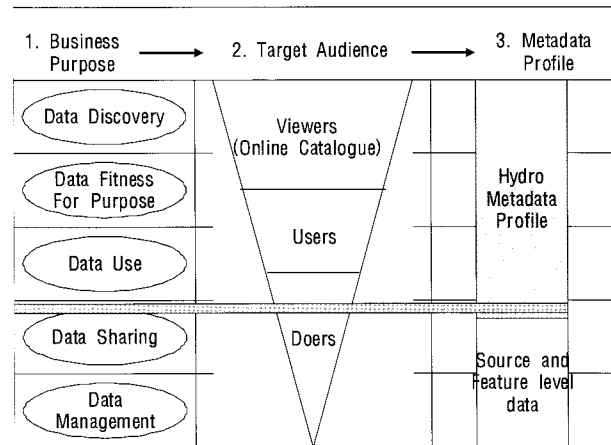 1. Business
Purpose
2. Target Audience
3. Metadata
Profile
Data Discovery
Data Fitness
For Purpose
Data Use
Data Sharing
Data
Management
Viewers
(Online Catalogue)
Users
Doers
Hydro
Metadata
Profile
Source and
Feature level
data